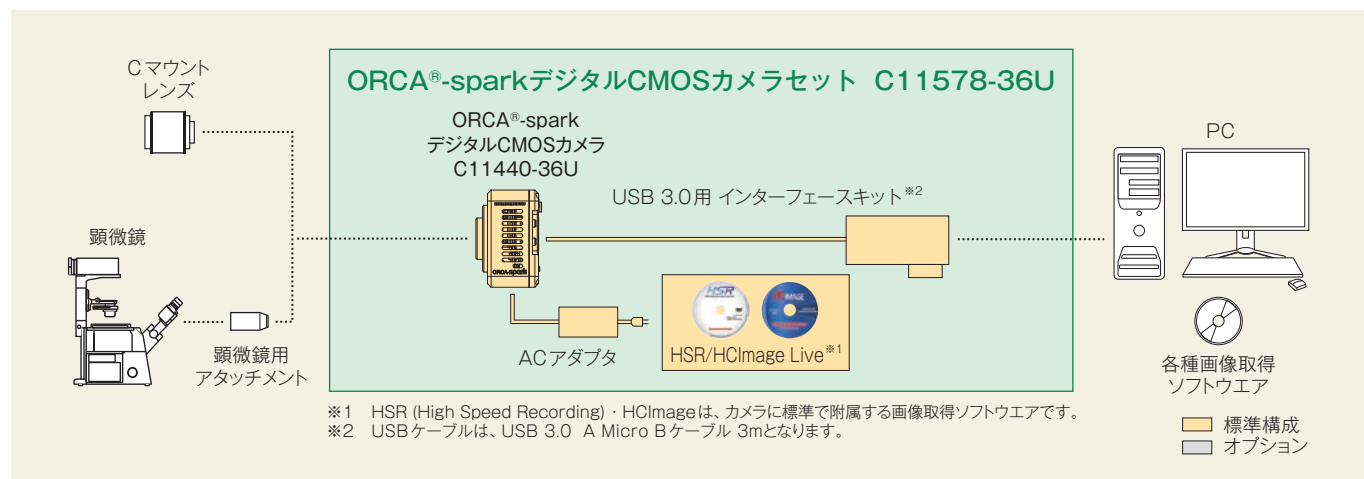 Cマウント
レンズ
顕微鏡
顕微鏡用
アタッチメント
ORCA®-sparkデジタルCMOSカメラセット C11578-36U
ORCA®-spark
デジタルCMOSカメラ
C11440-36U
ORCA-spark
USB 3.0用 インターフェースキット※2
ACアダプタ
HSR
HCIMAGE
HSR/HCImage Live※1
PC
各種画像取得
ソフトウエア
※1 HSR (High Speed Recording)・HCImageは、カメラに標準で附属する画像取得ソフトウエアです。
※2 USBケーブルは、USB 3.0 A Micro Bケーブル 3mとなります。
標準構成
オプション